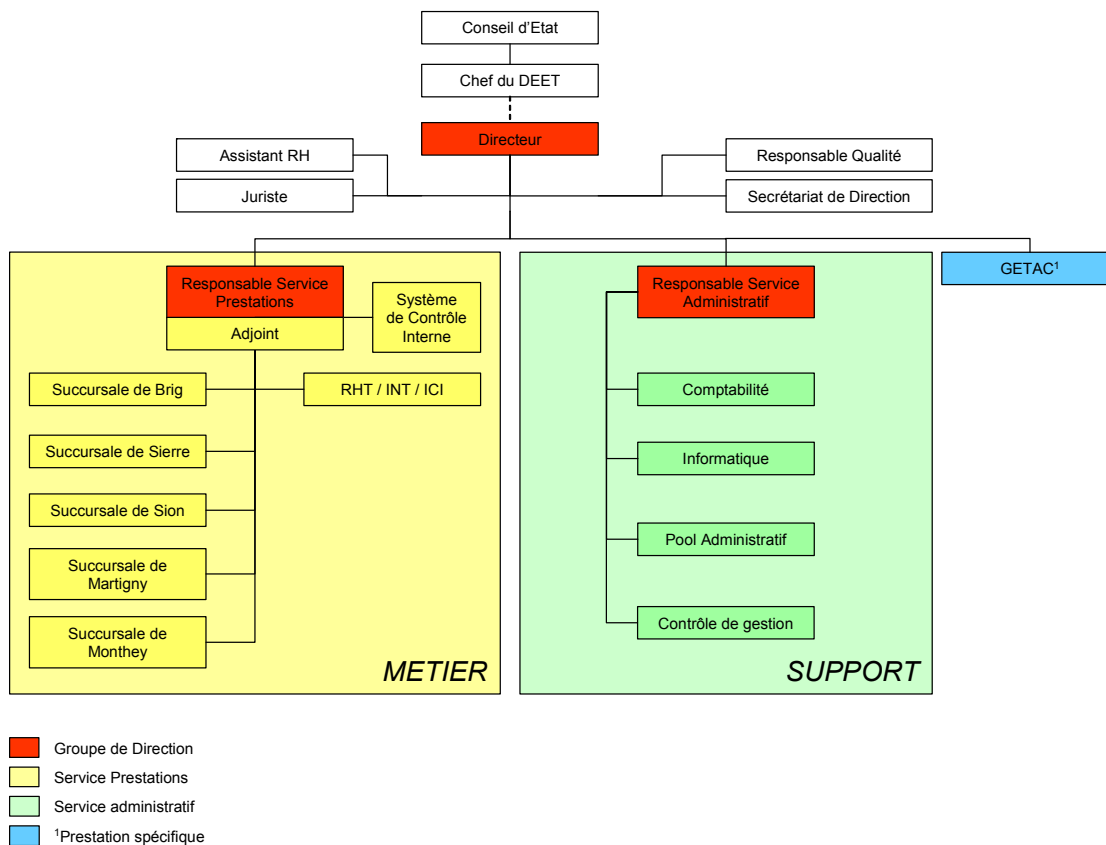 Conseil d'Etat
Chef du DEET
Directeur
Assistant RH
Responsable Qualité
Juriste
Secrétariat de Direction
Responsable Service
Prestations
Adjoint
Système
de Contrôle
Interne
Succursale de Brig
RHT / INT / ICI
Succursale de Sierre
Succursale de Sion
Succursale de
Martigny
Succursale de
Monthey
METIER
Responsable Service
Administratif
Comptabilité
Informatique
Pool Administratif
Contrôle de gestion
SUPPORT
GETAC¹
Groupe de Direction
Service Prestations
Service administratif
¹Prestation spécifique